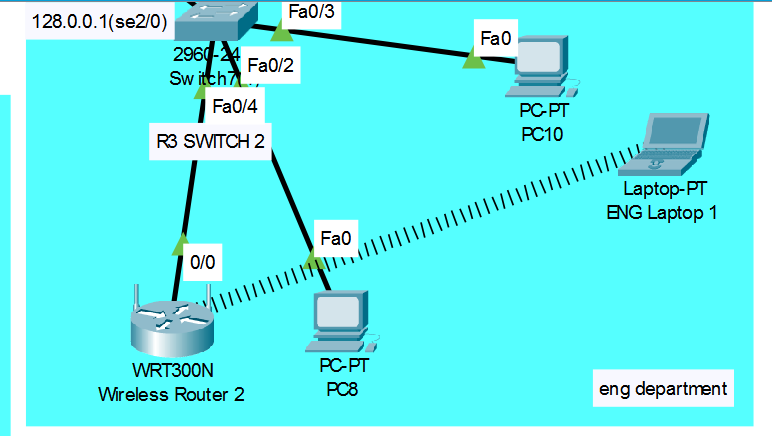 128.0.0.1(se2/0)
Fa0/3
Fa0
2960-24
Switch7
Fa0/2
Fa0/4
PC-PT
PC10
R3 SWITCH 2
Laptop-PT
ENG Laptop 1
Fa0
0/0
WRT300N
Wireless Router 2
PC-PT
PC8
eng department